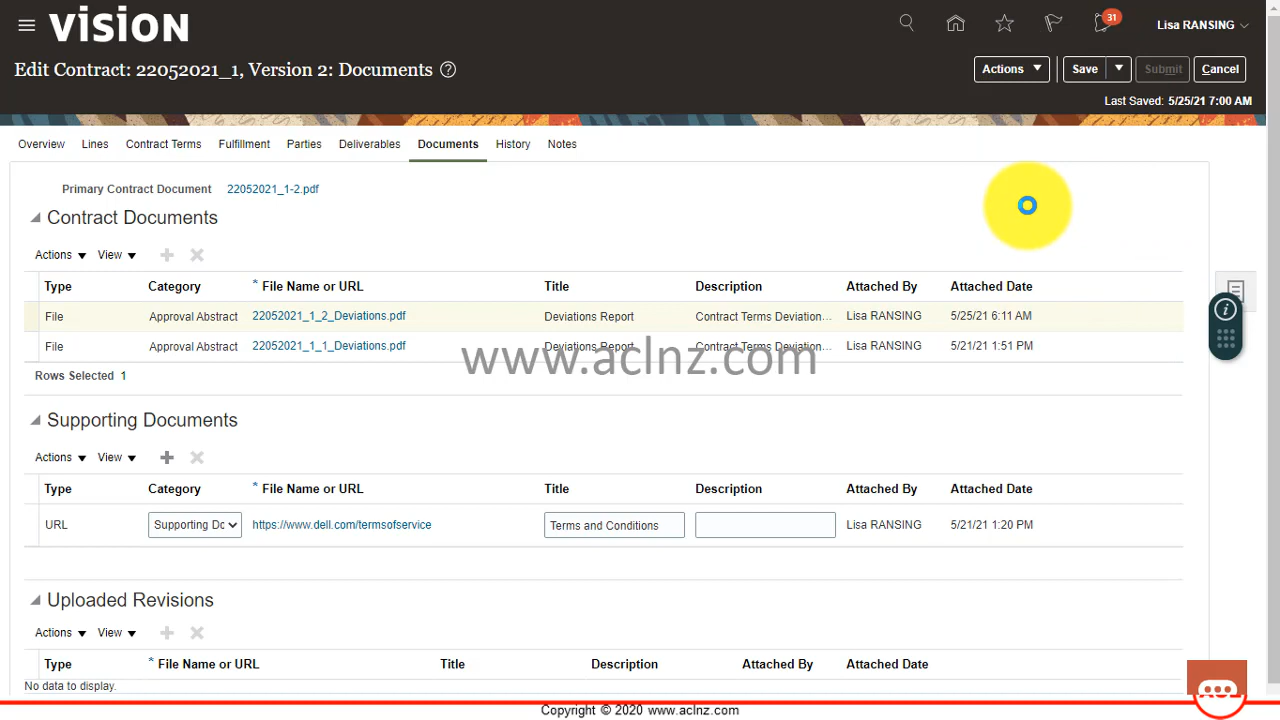 vision
31
Lisa RANSING
Edit Contract: 22052021_1, Version 2: Documents ?
Actions Save Submit Cancel
Last Saved: 5/25/21 7:00 AM
Overview Lines Contract Terms Fulfillment Parties Deliverables Documents History Notes
Primary Contract Document 22052021_1-2.pdf
Contract Documents
Actions View
Type Category * File Name or URL Title Description Attached By Attached Date
File Approval Abstract 22052021_1_2_Deviations.pdf Deviations Report Contract Terms Deviation... Lisa RANSING 5/25/21 6:11 AM
File Approval Abstract 22052021_1_1_Deviations.pdf Deviations Report Contract Terms Deviation... Lisa RANSING 5/21/21 1:51 PM
www.aclnz.com
Rows Selected 1
Supporting Documents
Actions View
Type Category * File Name or URL Title Description Attached By Attached Date
URL Supporting Dc https://www.dell.com/termsofservice Terms and Conditions Lisa RANSING 5/21/21 1:20 PM
Uploaded Revisions
Actions View
Type * File Name or URL Title Description Attached By Attached Date
No data to display.
Copyright © 2020 www.aclnz.com